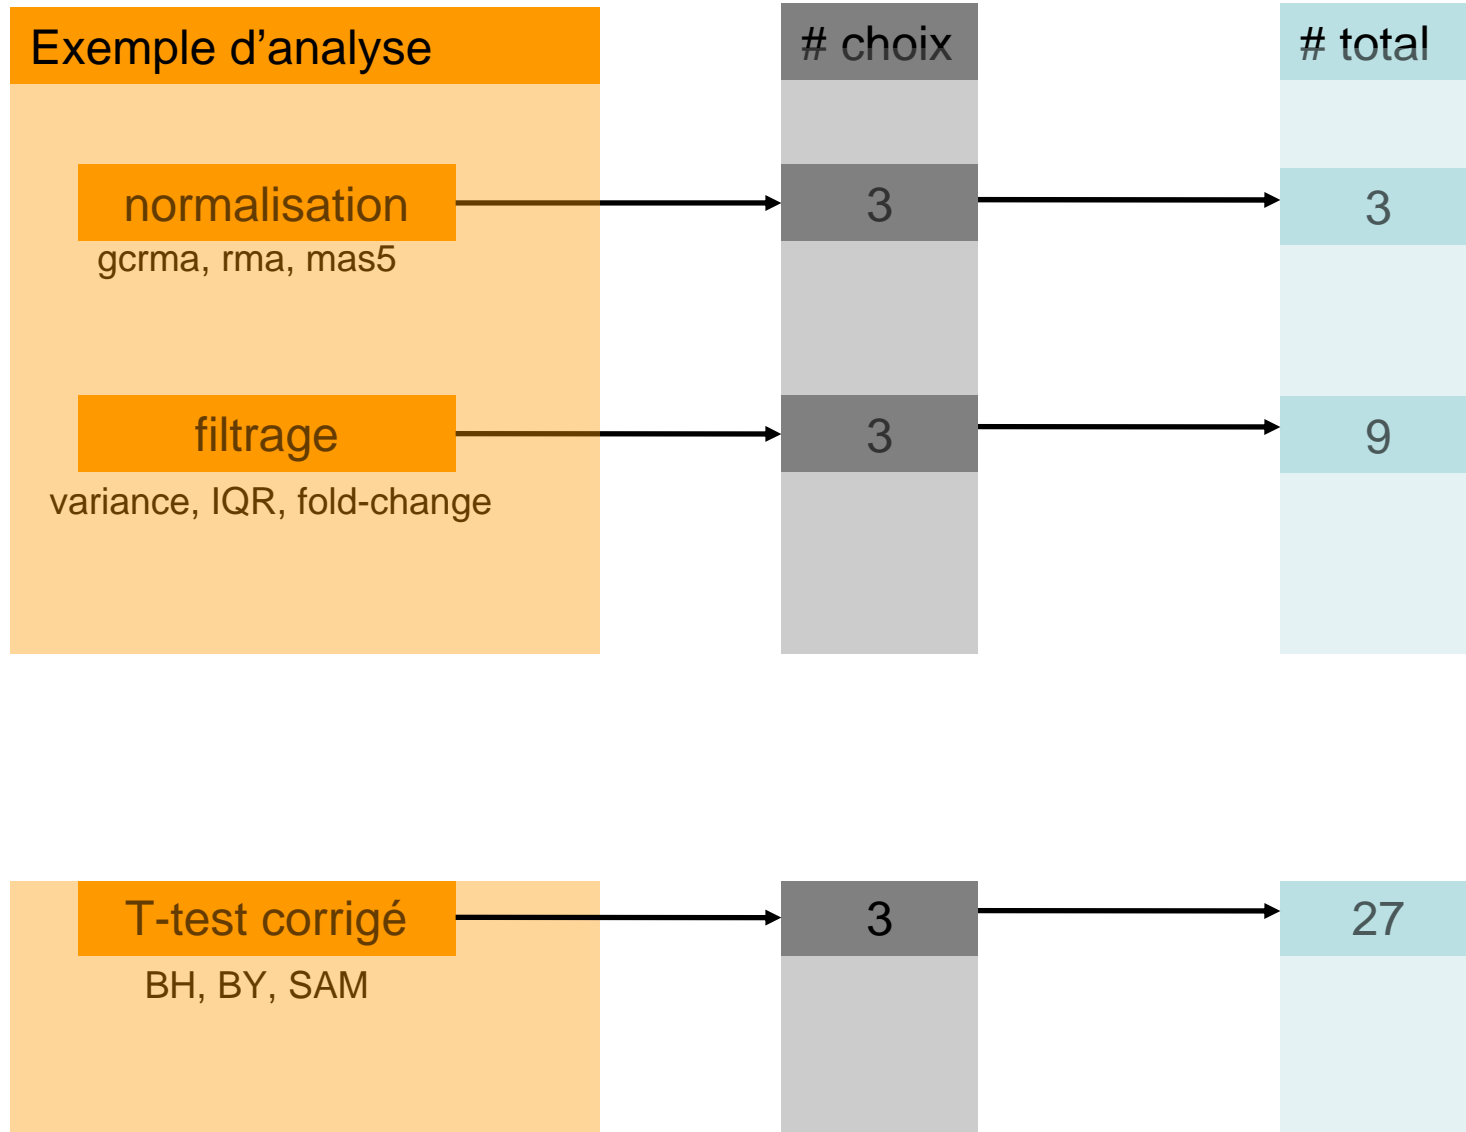 Exemple d’analyse
# choix
# total
normalisation
3
3
gcrma, rma, mas5
filtrage
3
9
variance, IQR, fold-change
T-test corrigé
3
27
BH, BY, SAM